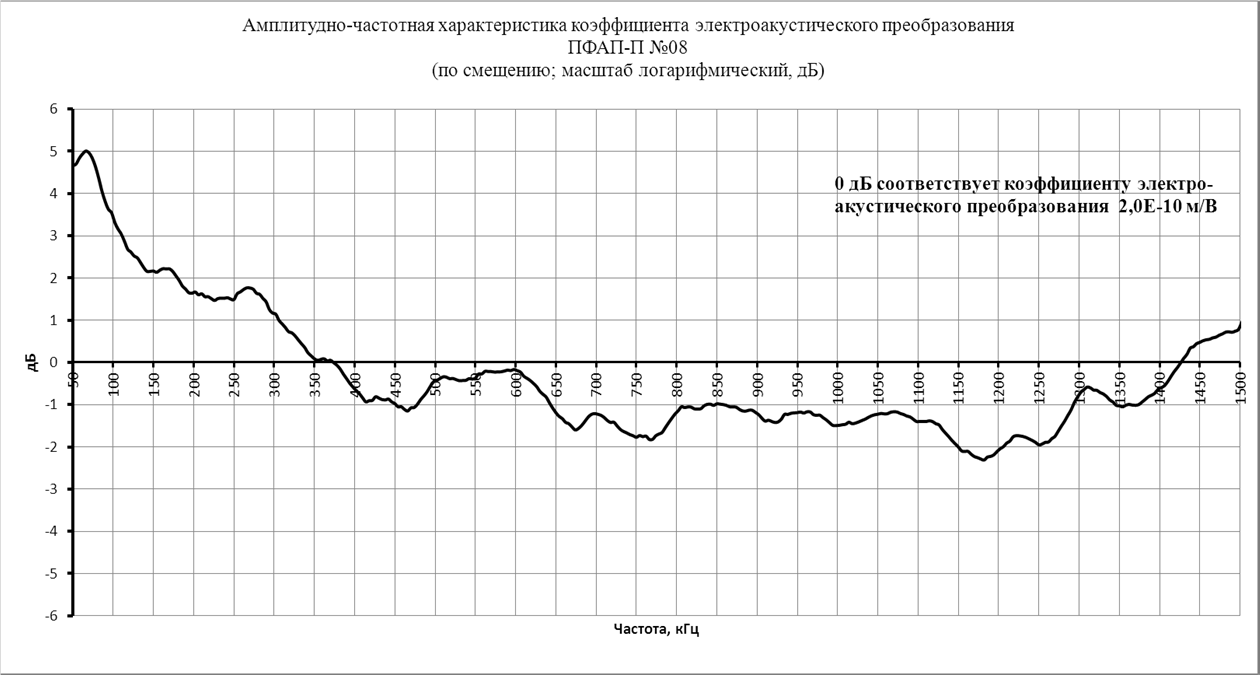 Амплитудно-частотная характеристика коэффициента электроакустического преобразования
ПФАП-П №08
(по смещению; масштаб логарифмический, дБ)
0 дБ соответствует коэффициенту электро-
акустического преобразования 2,0E-10 м/В
6
5
4
3
2
1
0
-1
-2
-3
-4
-5
-6
дБ
50 100 150 200 250 300 350 400 450 500 550 600 650 700 750 800 850 900 950 1000 1050 1100 1150 1200 1250 1300 1350 1400 1450 1500
Частота, кГц